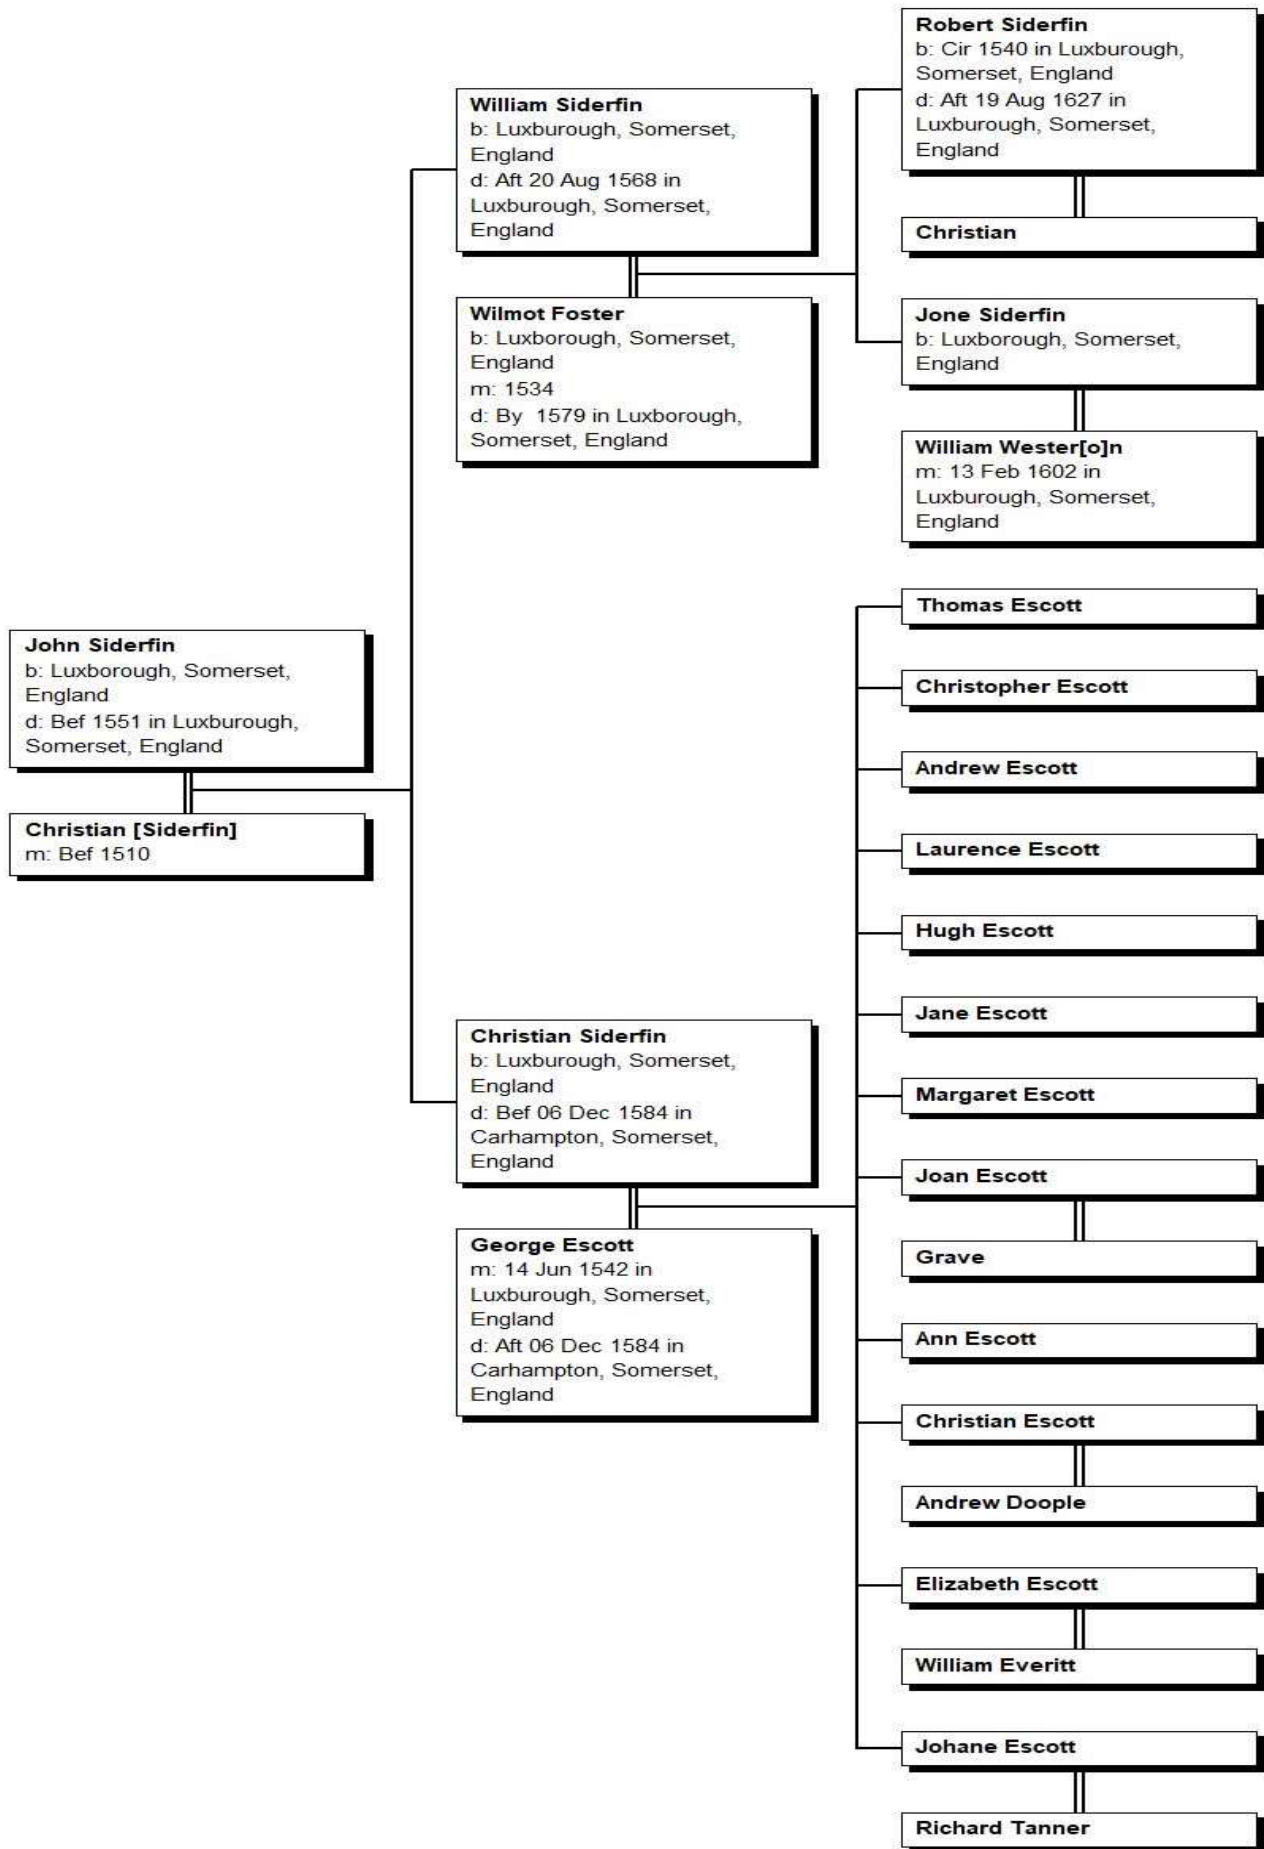 John Siderfin
b: Luxborough, Somerset,
England
d: Bef 1551 in Luxburough,
Somerset, England
Christian [Siderfin]
m: Bef 1510
William Siderfin
b: Luxburough, Somerset,
England
d: Aft 20 Aug 1568 in
Luxburough, Somerset,
England
Wilmot Foster
b: Luxborough, Somerset,
England
m: 1534
d: By 1579 in Luxborough,
Somerset, England
Christian Siderfin
b: Luxburough, Somerset,
England
d: Bef 06 Dec 1584 in
Carhampton, Somerset,
England
George Escott
m: 14 Jun 1542 in
Luxburough, Somerset,
England
d: Aft 06 Dec 1584 in
Carhampton, Somerset,
England
Robert Siderfin
b: Cir 1540 in Luxburough,
Somerset, England
d: Aft 19 Aug 1627 in
Luxburough, Somerset,
England
Christian
Jone Siderfin
b: Luxborough, Somerset,
England
William Wester[o]n
m: 13 Feb 1602 in
Luxburough, Somerset,
England
Thomas Escott
Christopher Escott
Andrew Escott
Laurence Escott
Hugh Escott
Jane Escott
Margaret Escott
Joan Escott
Grave
Ann Escott
Christian Escott
Andrew Doople
Elizabeth Escott
William Everitt
Johane Escott
Richard Tanner